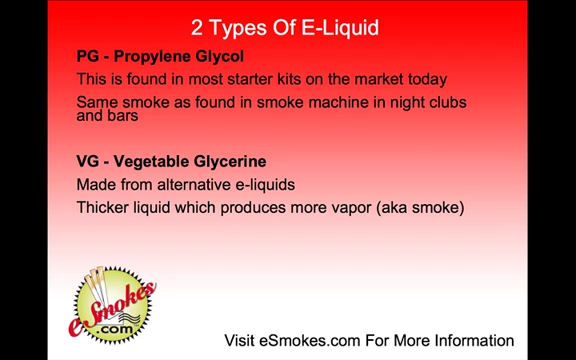 2 Types Of E-Liquid
PG - Propylene Glycol
This is found in most starter kits on the market today
Same smoke as found in smoke machine in night clubs
and bars
VG - Vegetable Glycerine
Made from alternative e-liquids
Thicker liquid which produces more vapor (aka smoke)
eSmokes
.com
Visit eSmokes.com For More Information